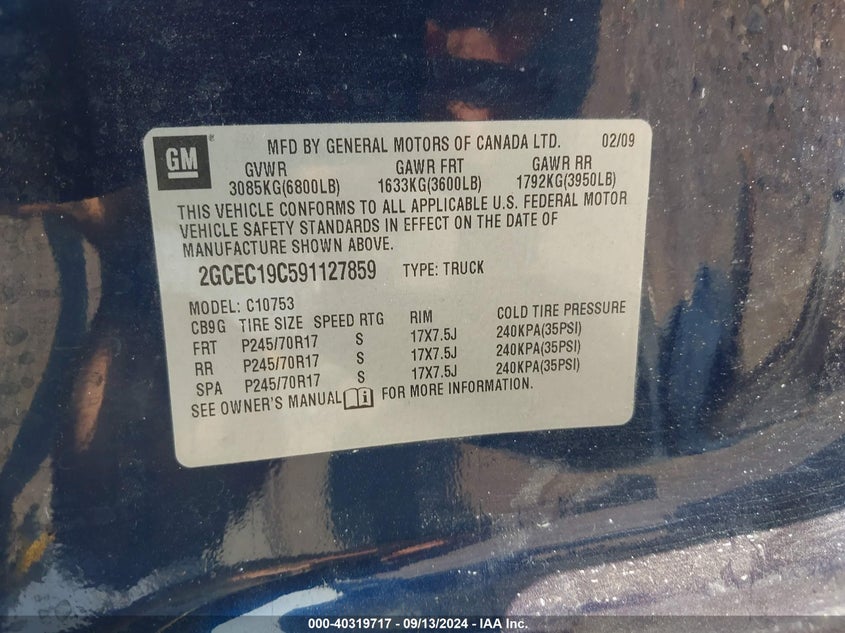 GM
MFD BY GENERAL MOTORS OF CANADA LTD. 02/09
GVWR GAWR FRT GAWR RR
3085KG(6800LB) 1633KG(3600LB) 1792KG(3950LB)
THIS VEHICLE CONFORMS TO ALL APPLICABLE U.S. FEDERAL MOTOR
VEHICLE SAFETY STANDARDS IN EFFECT ON THE DATE OF
MANUFACTURE SHOWN ABOVE.
2GCEC19C591127859 TYPE: TRUCK
MODEL: C10753
CB9G TIRE SIZE SPEED RTG RIM COLD TIRE PRESSURE
FRT P245/70R17 S 17X7.5J 240KPA(35PSI)
RR P245/70R17 S 17X7.5J 240KPA(35PSI)
SPA P245/70R17 S 17X7.5J 240KPA(35PSI)
SEE OWNER'S MANUAL FOR MORE INFORMATION.
000-40319717 - 09/13/2024 - IAA Inc.